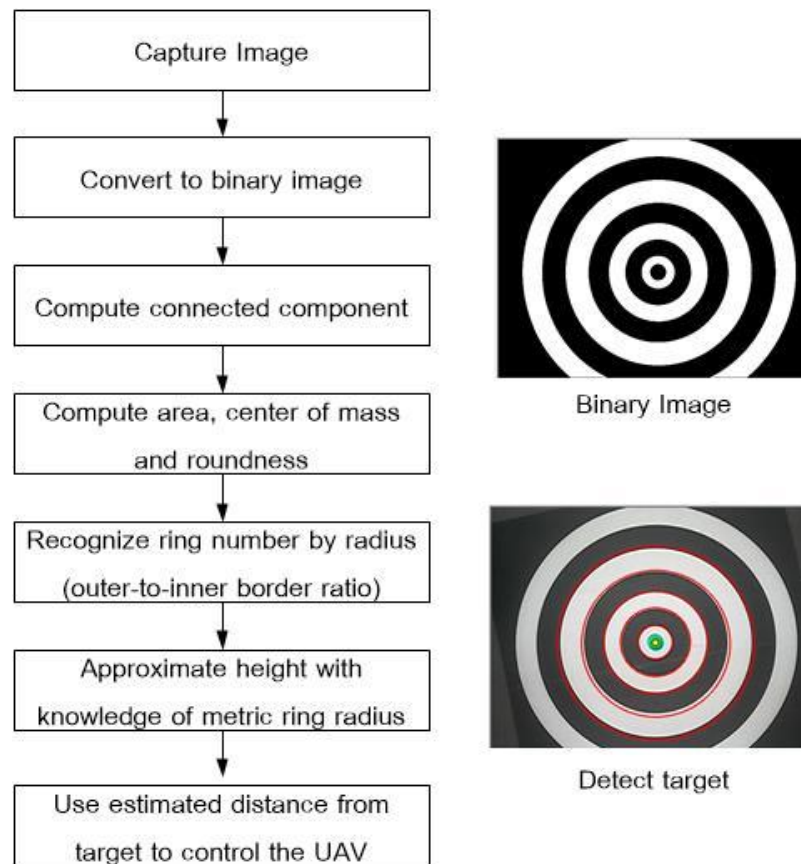 Capture Image
Convert to binary image
Compute connected component
Compute area, center of mass
and roundness
Recognize ring number by radius
(outer-to-inner border ratio)
Approximate height with
knowledge of metric ring radius
Use estimated distance from
target to control the UAV
Binary Image
Detect target